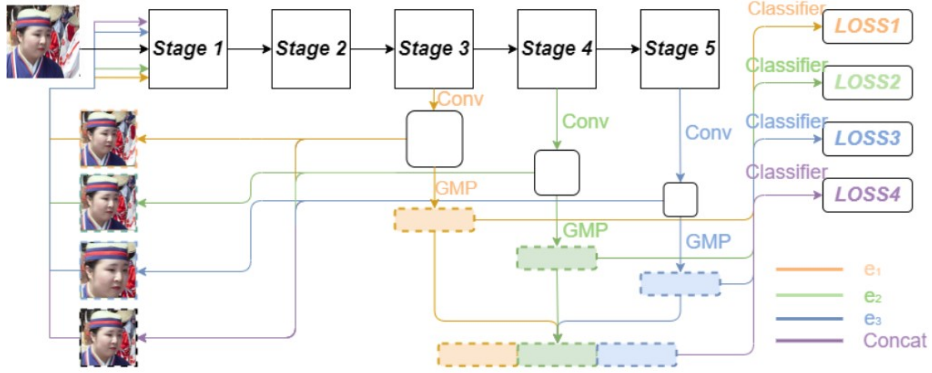 Classifier
LOSS1
Stage 1
Stage 2
Stage 3
Stage 4
Stage 5
Classifier
LOSS2
Conv
Conv
Conv
Classifier
LOSS3
Classifier
LOSS4
GMP
GMP
GMP
e₁
e₂
e₃
Concat